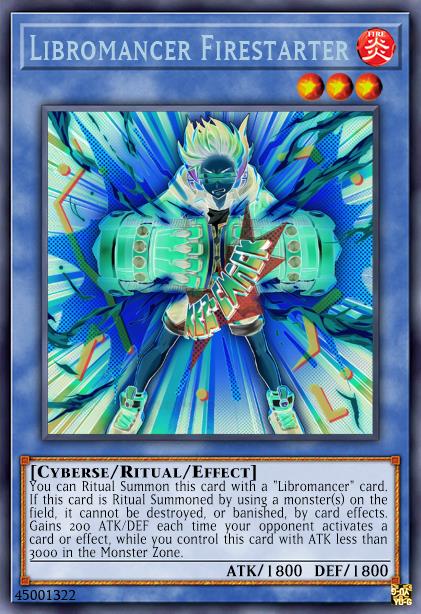 LIBROMANCER FIRESTARTER
FIRE
炎
[CYBERSE/RITUAL/EFFECT]
You can Ritual Summon this card with a "Libromancer" card.
If this card is Ritual Summoned by using a monster(s) on the
field, it cannot be destroyed, or banished, by card effects.
Gains 200 ATK/DEF each time your opponent activates a
card or effect, while you control this card with ATK less than
3000 in the Monster Zone.
ATK/1800 DEF/1800
45001322